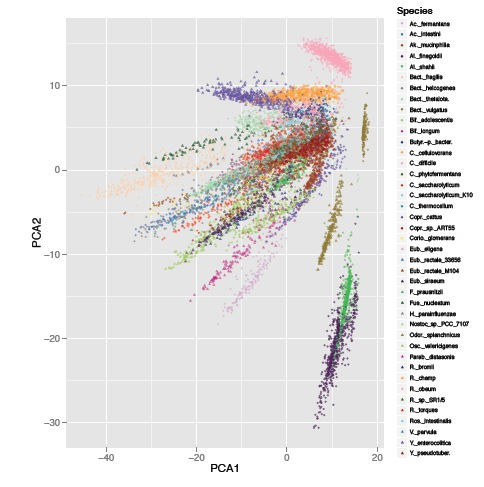 Species
Ac._fermentans
Ac._intestini
Ak._muciniphila
Al._finegoldii
Al._shahii
Bact._fragilis
Bact._helcogenes
Bact._thetaiota.
Bact._vulgatus
Bif._adolescentis
Bif._longum
Butyr.-p._bacter.
C._cellulovorans
C._difficile
C._phytofermentans
C._saccharolyticum
C._saccharolyticum_K10
C._thermocellum
Copr._catus
Copr._sp._ART55
Corio._glomerans
Eub._eligens
Eub._rectale_33656
Eub._rectale_M104
Eub._siraeum
F._prausnitzii
Fus._nucleatum
H._parainfluenzae
Nostoc_sp._PCC_7107
Odor._splanchnicus
Osc._valericigenes
Parab._distasonis
R._bromii
R._champ
R._obeum
R._sp._SR1/5
R._torques
Ros._intestinalis
V._parvula
Y._enterocolitica
Y._pseudotuber.
PCA2
10
0
−10
−20
−30
−40
−20
0
20
PCA1